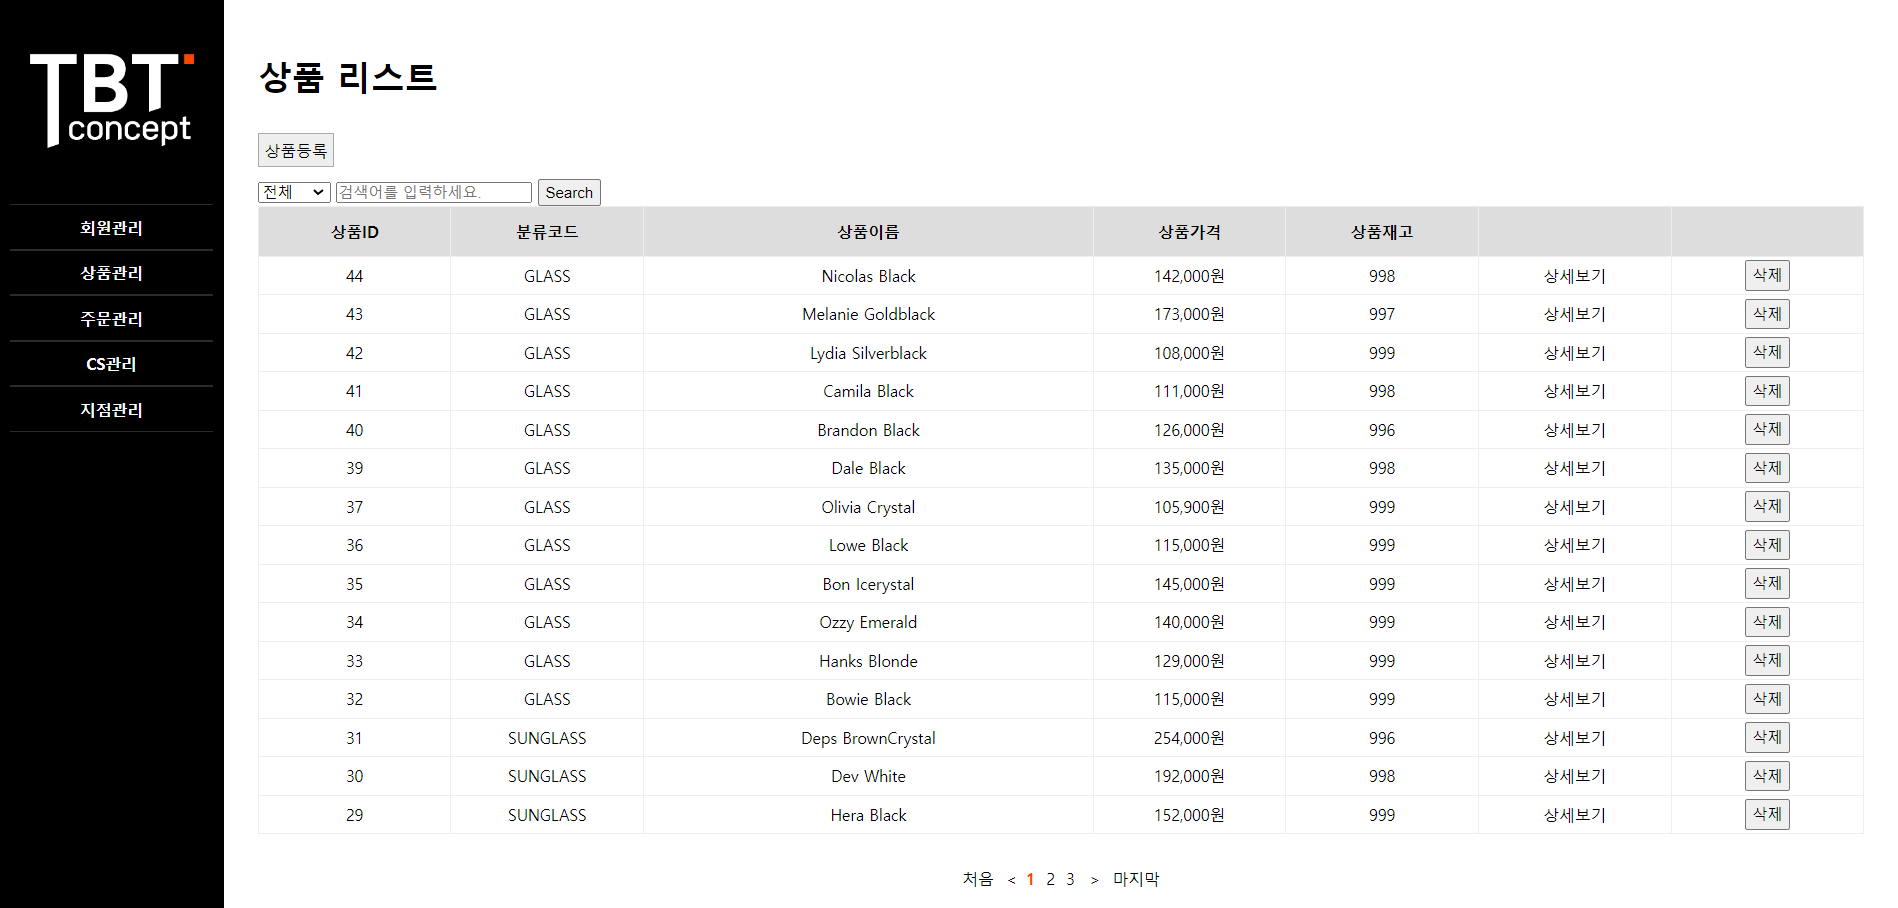 TBT
concept
회원관리
상품관리
주문관리
CS관리
지점관리
상품 리스트
상품등록
전체 검색어를 입력하세요. Search
상품ID 분류코드 상품이름 상품가격 상품재고
44 GLASS Nicolas Black 142,000원 998 상세보기 삭제
43 GLASS Melanie Goldblack 173,000원 997 상세보기 삭제
42 GLASS Lydia Silverblack 108,000원 999 상세보기 삭제
41 GLASS Camila Black 111,000원 998 상세보기 삭제
40 GLASS Brandon Black 126,000원 996 상세보기 삭제
39 GLASS Dale Black 135,000원 998 상세보기 삭제
37 GLASS Olivia Crystal 105,900원 999 상세보기 삭제
36 GLASS Lowe Black 115,000원 999 상세보기 삭제
35 GLASS Bon Icerystal 145,000원 999 상세보기 삭제
34 GLASS Ozzy Emerald 140,000원 999 상세보기 삭제
33 GLASS Hanks Blonde 129,000원 999 상세보기 삭제
32 GLASS Bowie Black 115,000원 999 상세보기 삭제
31 SUNGLASS Deps BrownCrystal 254,000원 996 상세보기 삭제
30 SUNGLASS Dev White 192,000원 998 상세보기 삭제
29 SUNGLASS Hera Black 152,000원 999 상세보기 삭제
처음 < 1 2 3 > 마지막